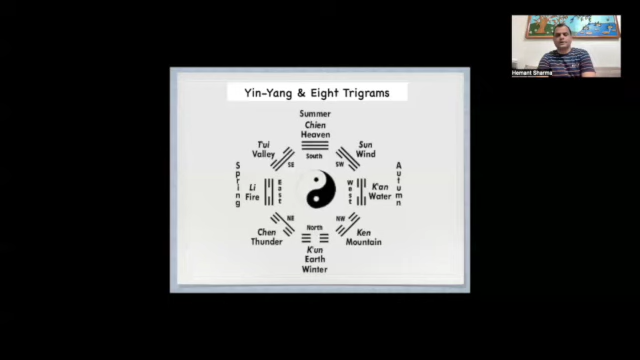 Hemant Sharma
Yin-Yang & Eight Trigrams
Summer
Chien
Heaven
South
T'ui
Valley
SE
Sun
Wind
SW
Spring
Li
Fire
East
West
K'an
Water
Autumn
NE
Chen
Thunder
North
NW
Ken
Mountain
K'un
Earth
Winter